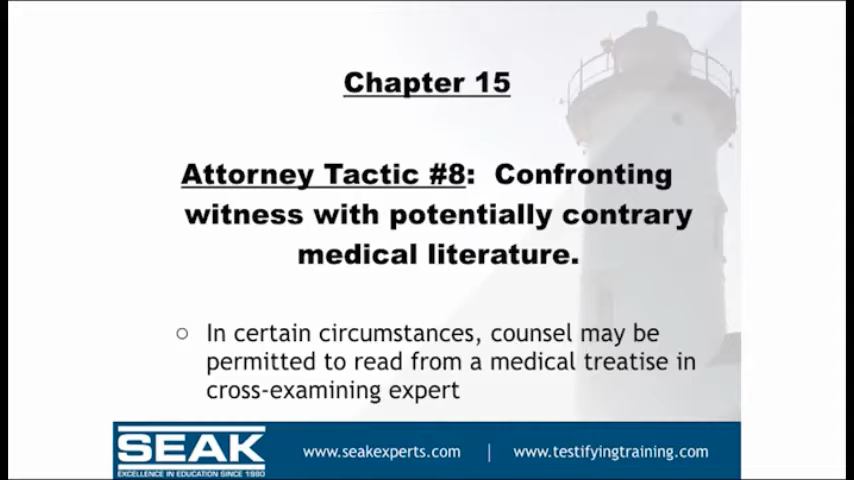 Chapter 15
Attorney Tactic #8: Confronting
witness with potentially contrary
medical literature.
○ In certain circumstances, counsel may be
permitted to read from a medical treatise in
cross-examining expert
SEAK
EXCELLENCE IN EDUCATION SINCE 1980
www.seakexperts.com | www.testifyingtraining.com